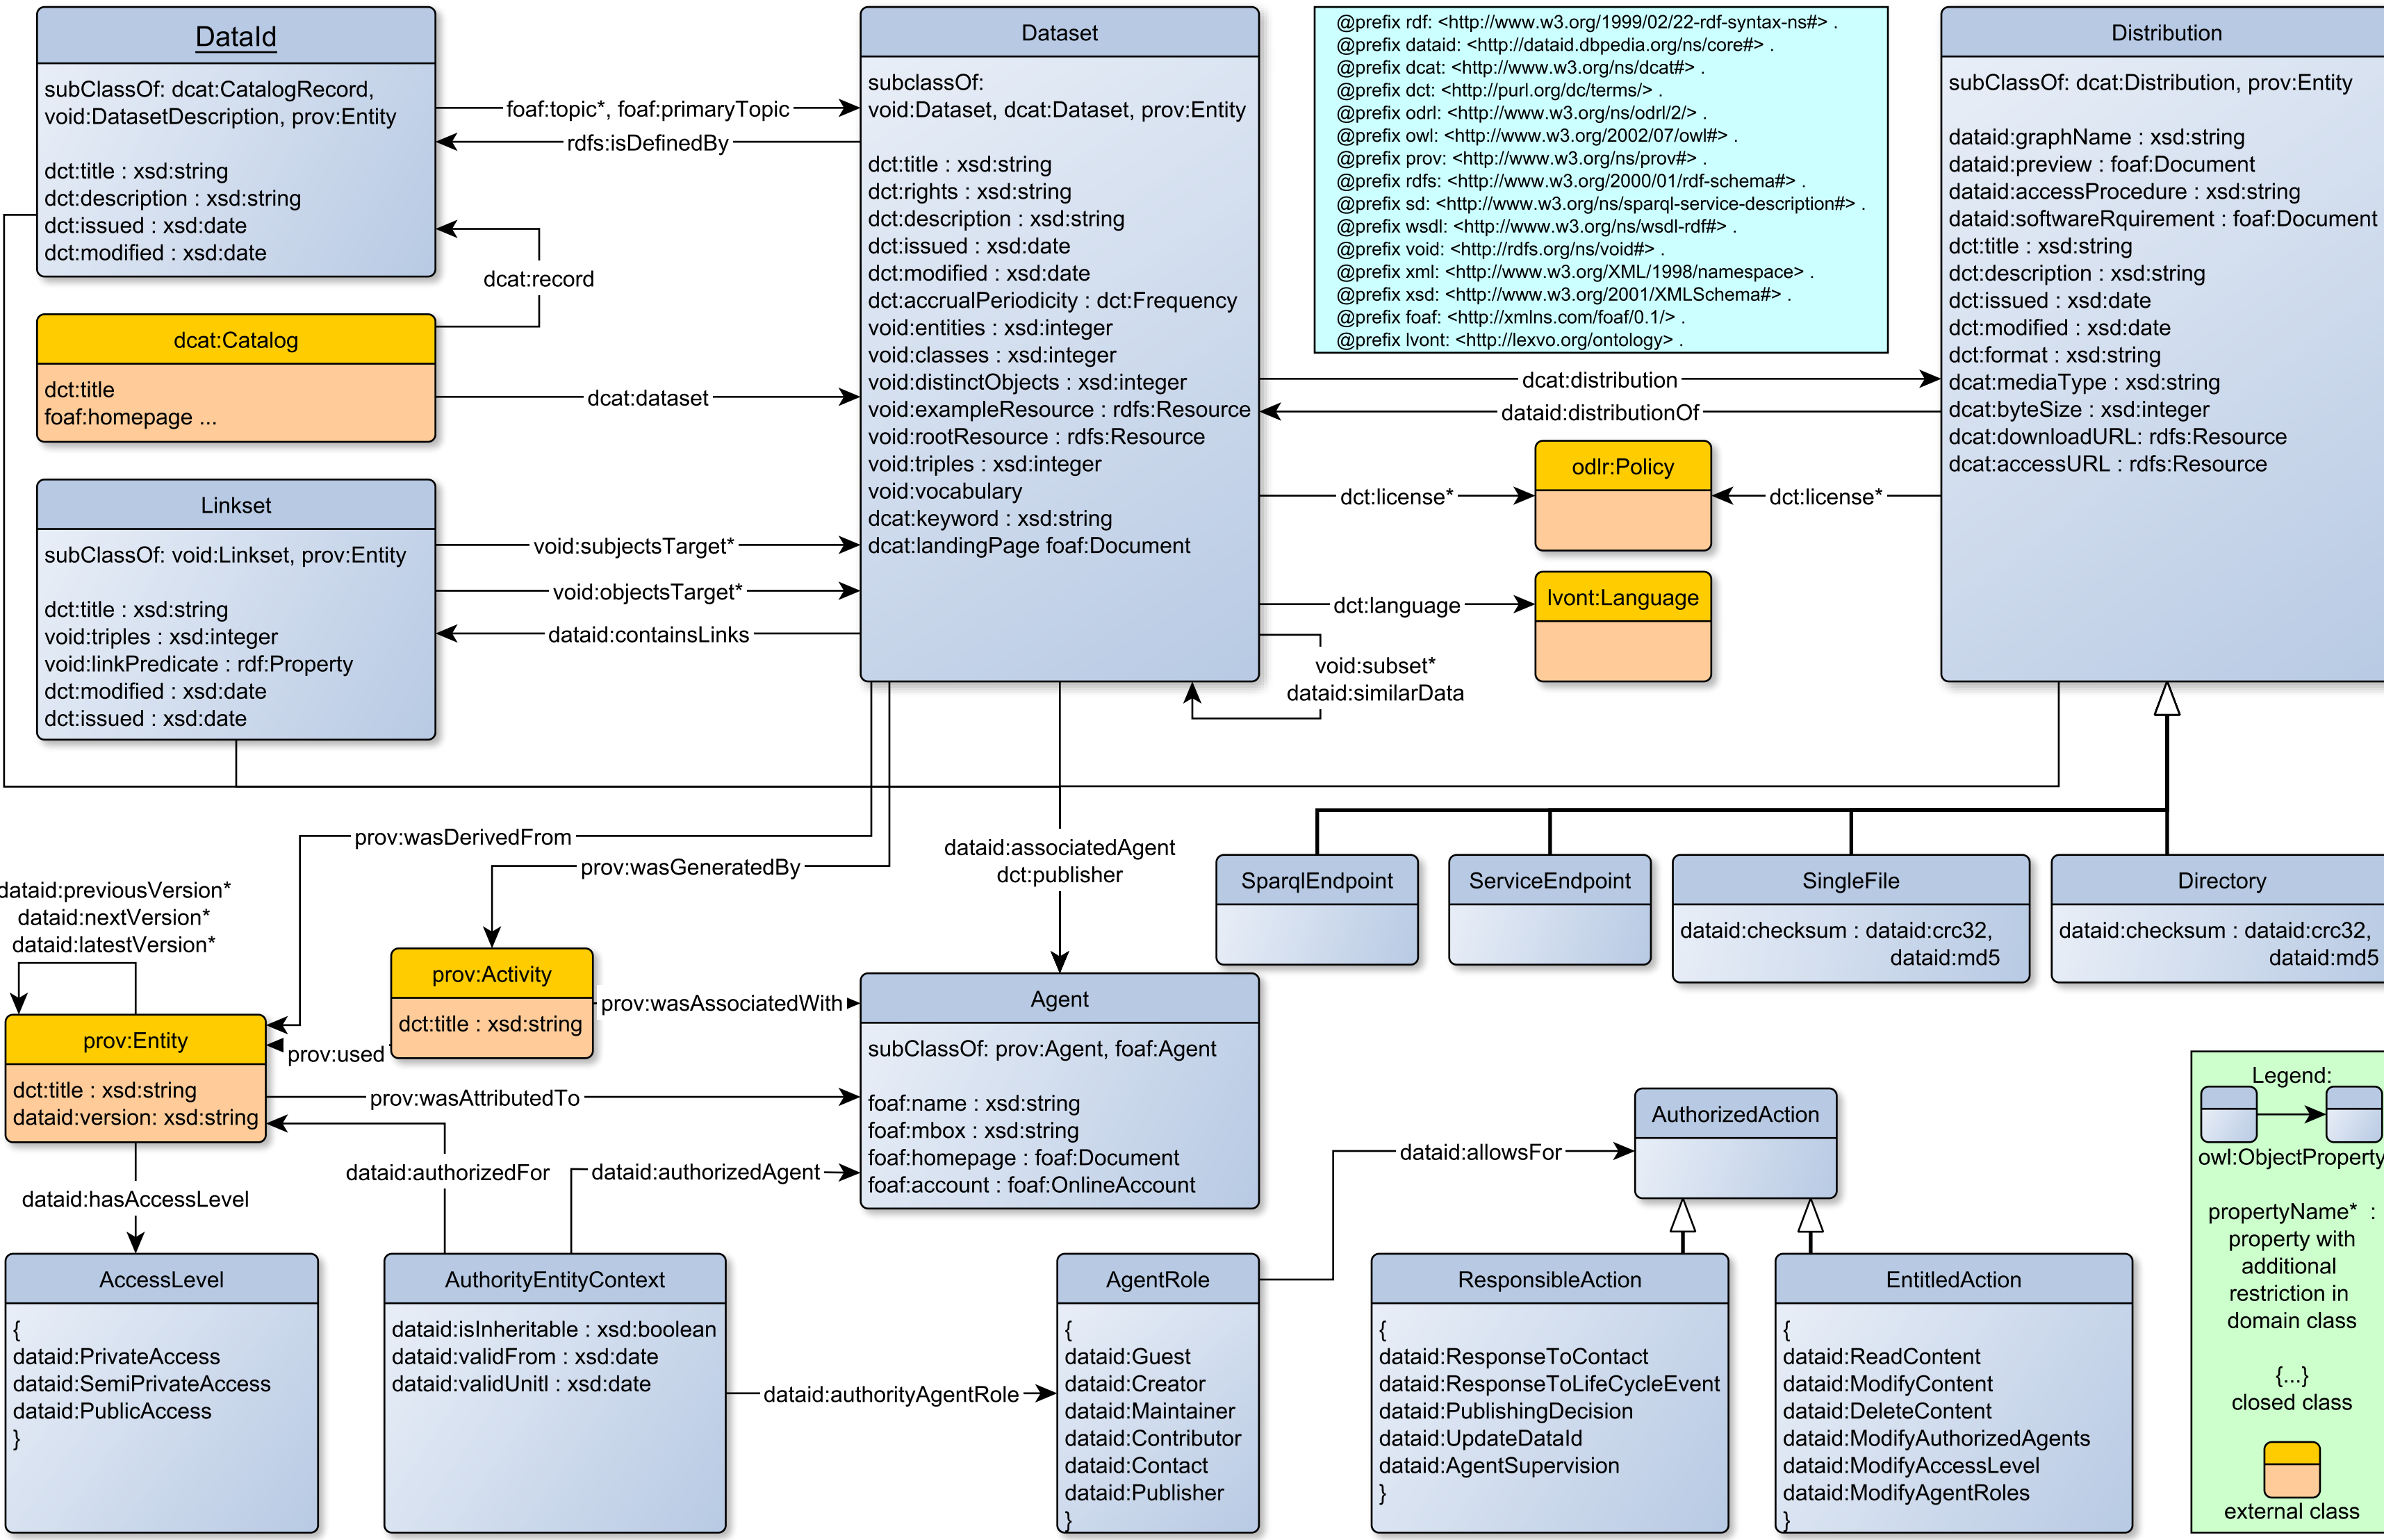 DataId
subClassOf: dcat:CatalogRecord,
void:DatasetDescription, prov:Entity
dct:title : xsd:string
dct:description : xsd:string
dct:issued : xsd:date
dct:modified : xsd:date
foaf:topic*, foaf:primaryTopic
rdfs:isDefinedBy
dcat:record
dcat:Catalog
dct:title
foaf:homepage ...
dcat:dataset
Linkset
subClassOf: void:Linkset, prov:Entity
dct:title : xsd:string
void:triples : xsd:integer
void:linkPredicate : rdf:Property
dct:modified : xsd:date
dct:issued : xsd:date
void:subjectsTarget*
void:objectsTarget*
dataid:containsLinks
Dataset
subclassOf:
void:Dataset, dcat:Dataset, prov:Entity
dct:title : xsd:string
dct:rights : xsd:string
dct:description : xsd:string
dct:issued : xsd:date
dct:modified : xsd:date
dct:accrualPeriodicity : dct:Frequency
void:entities : xsd:integer
void:classes : xsd:integer
void:distinctObjects : xsd:integer
void:exampleResource : rdfs:Resource
void:rootResource : rdfs:Resource
void:triples : xsd:integer
void:vocabulary
dcat:keyword : xsd:string
dcat:landingPage foaf:Document
@prefix rdf: <http://www.w3.org/1999/02/22-rdf-syntax-ns#> .
@prefix dataid: <http://dataid.dbpedia.org/ns/core#> .
@prefix dcat: <http://www.w3.org/ns/dcat#> .
@prefix dct: <http://purl.org/dc/terms/> .
@prefix odrl: <http://www.w3.org/ns/odrl/2/> .
@prefix owl: <http://www.w3.org/2002/07/owl#> .
@prefix prov: <http://www.w3.org/ns/prov#> .
@prefix rdfs: <http://www.w3.org/2000/01/rdf-schema#> .
@prefix sd: <http://www.w3.org/ns/sparql-service-description#> .
@prefix wsdl: <http://www.w3.org/ns/wsdl-rdf#> .
@prefix void: <http://rdfs.org/ns/void#> .
@prefix xml: <http://www.w3.org/XML/1998/namespace> .
@prefix xsd: <http://www.w3.org/2001/XMLSchema#> .
@prefix foaf: <http://xmlns.com/foaf/0.1/> .
@prefix lvont: <http://lexvo.org/ontology> .
dcat:distribution
dataid:distributionOf
odlr:Policy
dct:license*
dct:license*
lvont:Language
dct:language
void:subset*
dataid:similarData
Distribution
subClassOf: dcat:Distribution, prov:Entity
dataid:graphName : xsd:string
dataid:preview : foaf:Document
dataid:accessProcedure : xsd:string
dataid:softwareRquirement : foaf:Document
dct:title : xsd:string
dct:description : xsd:string
dct:issued : xsd:date
dct:modified : xsd:date
dct:format : xsd:string
dcat:mediaType : xsd:string
dcat:byteSize : xsd:integer
dcat:downloadURL: rdfs:Resource
dcat:accessURL : rdfs:Resource
prov:wasDerivedFrom
prov:wasGeneratedBy
dataid:associatedAgent
dct:publisher
SparqlEndpoint
ServiceEndpoint
SingleFile
dataid:checksum : dataid:crc32,
dataid:md5
Directory
dataid:checksum : dataid:crc32,
dataid:md5
dataid:previousVersion*
dataid:nextVersion*
dataid:latestVersion*
prov:Activity
dct:title : xsd:string
prov:wasAssociatedWith
prov:used
prov:Entity
dct:title : xsd:string
dataid:version: xsd:string
prov:wasAttributedTo
Agent
subClassOf: prov:Agent, foaf:Agent
foaf:name : xsd:string
foaf:mbox : xsd:string
foaf:homepage : foaf:Document
foaf:account : foaf:OnlineAccount
dataid:hasAccessLevel
dataid:authorizedFor
dataid:authorizedAgent
dataid:allowsFor
AuthorizedAction
AccessLevel
{
dataid:PrivateAccess
dataid:SemiPrivateAccess
dataid:PublicAccess
}
AuthorityEntityContext
dataid:isInheritable : xsd:boolean
dataid:validFrom : xsd:date
dataid:validUnitl : xsd:date
dataid:authorityAgentRole
AgentRole
{
dataid:Guest
dataid:Creator
dataid:Maintainer
dataid:Contributor
dataid:Contact
dataid:Publisher
}
ResponsibleAction
{
dataid:ResponseToContact
dataid:ResponseToLifeCycleEvent
dataid:PublishingDecision
dataid:UpdateDataId
dataid:AgentSupervision
}
EntitledAction
{
dataid:ReadContent
dataid:ModifyContent
dataid:DeleteContent
dataid:ModifyAuthorizedAgents
dataid:ModifyAccessLevel
dataid:ModifyAgentRoles
}
Legend:
owl:ObjectProperty
propertyName* :
property with
additional
restriction in
domain class
{...}
closed class
external class